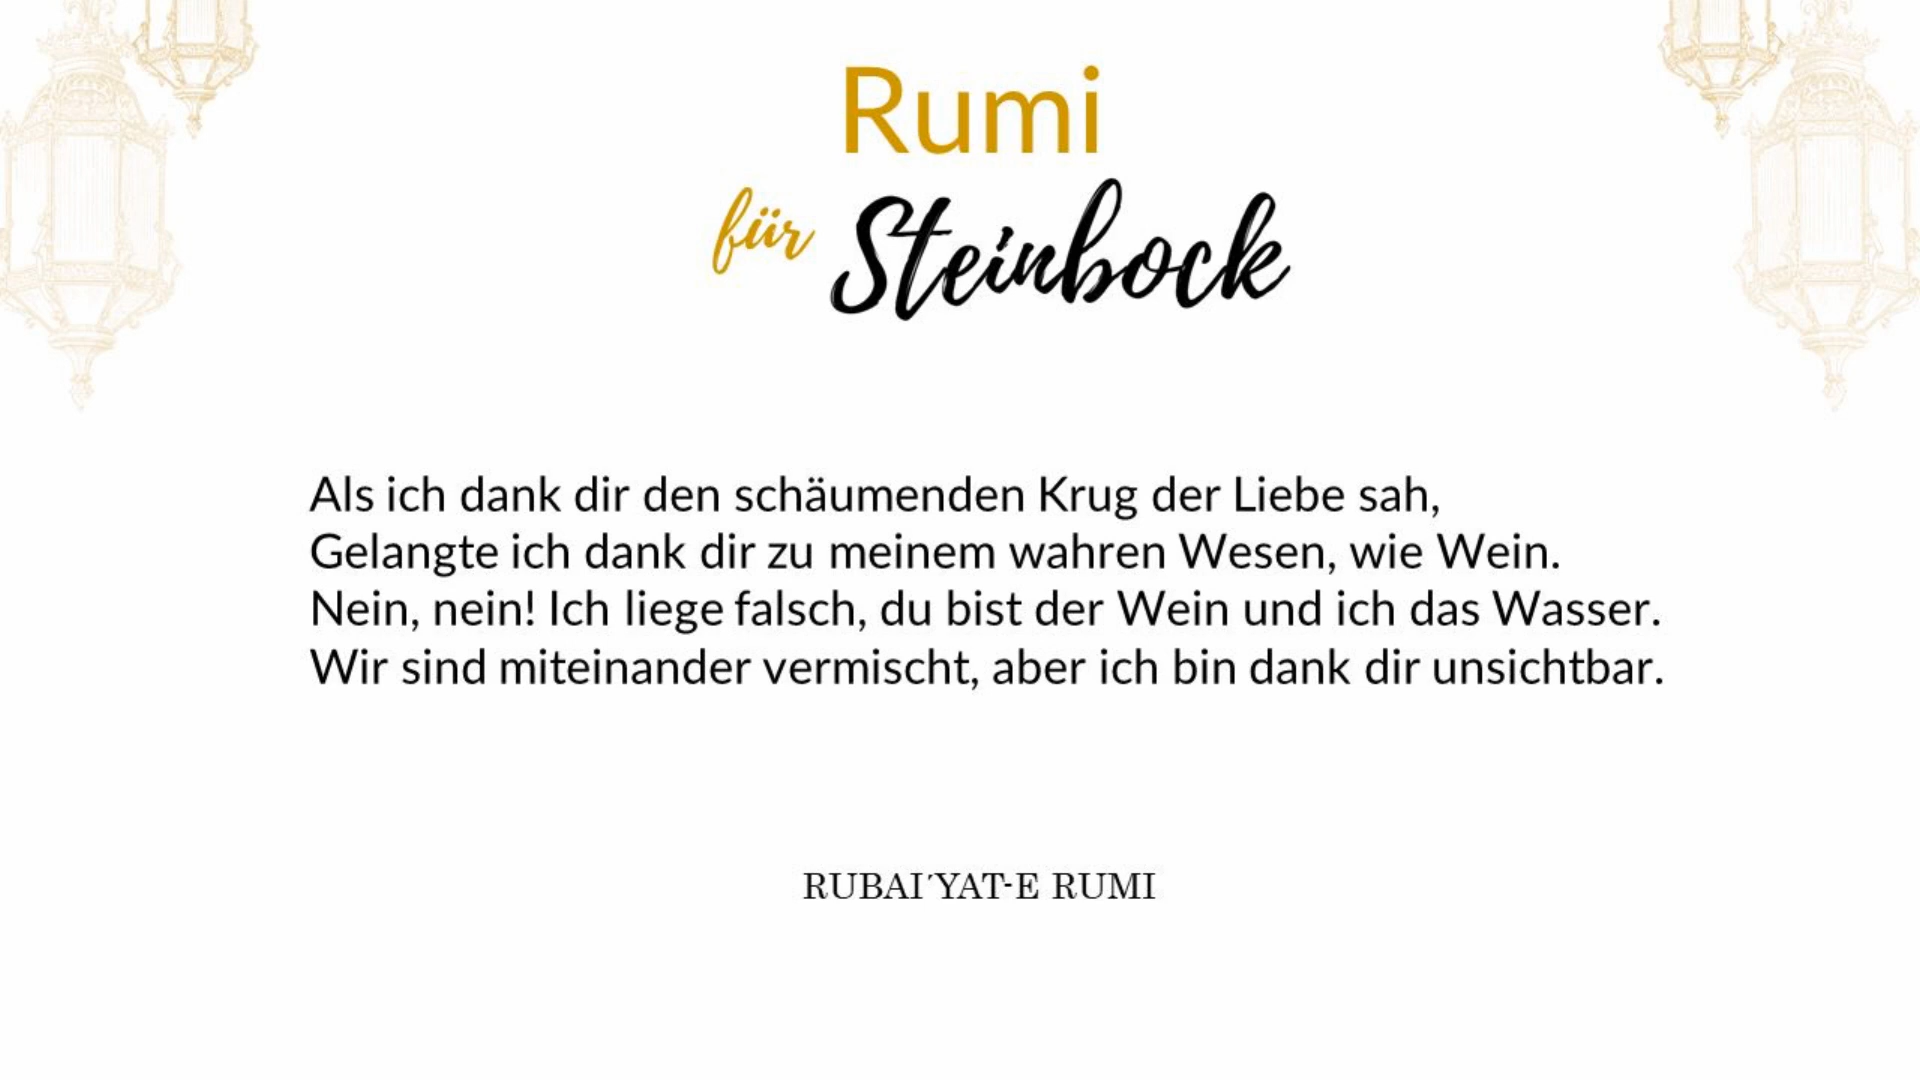 Rumi
für Steinbock
Als ich dank dir den schäumenden Krug der Liebe sah,
Gelangte ich dank dir zu meinem wahren Wesen, wie Wein.
Nein, nein! Ich liege falsch, du bist der Wein und ich das Wasser.
Wir sind miteinander vermischt, aber ich bin dank dir unsichtbar.
RUBAI´YAT-E RUMI